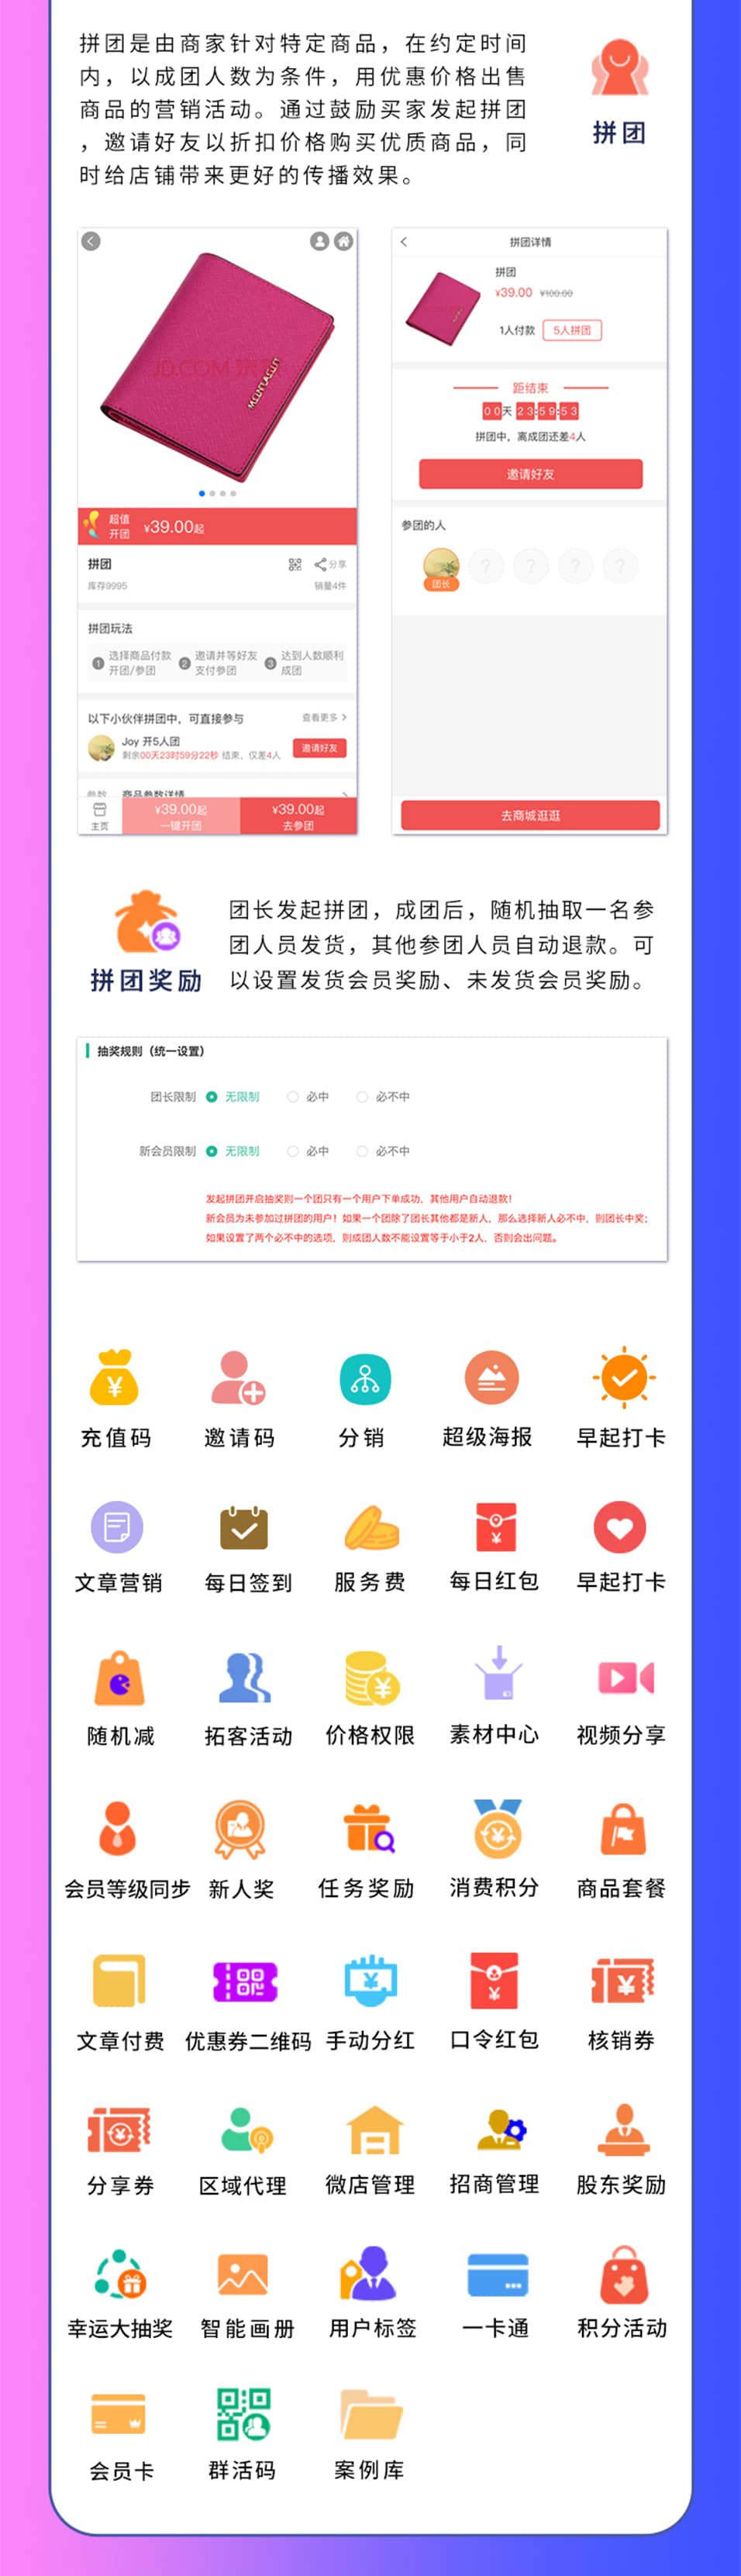 拼团是由商家针对特定商品，在约定时间
内，以成团人数为条件，用优惠价格出售
商品的营销活动。通过鼓励买家发起拼团
，邀请好友以折扣价格购买优质商品，同
时给店铺带来更好的传播效果。
拼团
JD.COM 京东
超值
开团
¥39.00起
拼团
分享
库存9995
销量4件
拼团玩法
1 选择商品付款
开团/参团
2 邀请并等好友
支付参团
3 达到人数顺利
成团
以下小伙伴拼团中，可直接参与
查看更多 >
Joy 开5人团
剩余00天23时59分22秒 结束，仅差4人
邀请好友
参数 商品参数详情
主页
¥39.00起
一键开团
¥39.00起
去参团
拼团详情
拼团
¥39.00 ¥100.00
1人付款 5人拼团
距结束
00天 23:59:53
拼团中，离成团还差4人
邀请好友
参团的人
团长
? ? ? ?
去商城逛逛
拼团奖励
团长发起拼团，成团后，随机抽取一名参
团人员发货，其他参团人员自动退款。可
以设置发货会员奖励、未发货会员奖励。
抽奖规则（统一设置）
团长限制 无限制 必中 必不中
新会员限制 无限制 必中 必不中
发起拼团开启抽奖则一个团只有一个用户下单成功，其他用户自动退款！
新会员为未参加过拼团的用户！如果一个团除了团长其他都是新人，那么选择新人必不中，则团长中奖；
如果设置了两个必不中的选项，则成团人数不能设置等于小于2人，否则会出问题。
充值码 邀请码 分销 超级海报 早起打卡
文章营销 每日签到 服务费 每日红包 早起打卡
随机减 拓客活动 价格权限 素材中心 视频分享
会员等级同步 新人奖 任务奖励 消费积分 商品套餐
文章付费 优惠券二维码 手动分红 口令红包 核销券
分享券 区域代理 微店管理 招商管理 股东奖励
幸运大抽奖 智能画册 用户标签 一卡通 积分活动
会员卡 群活码 案例库